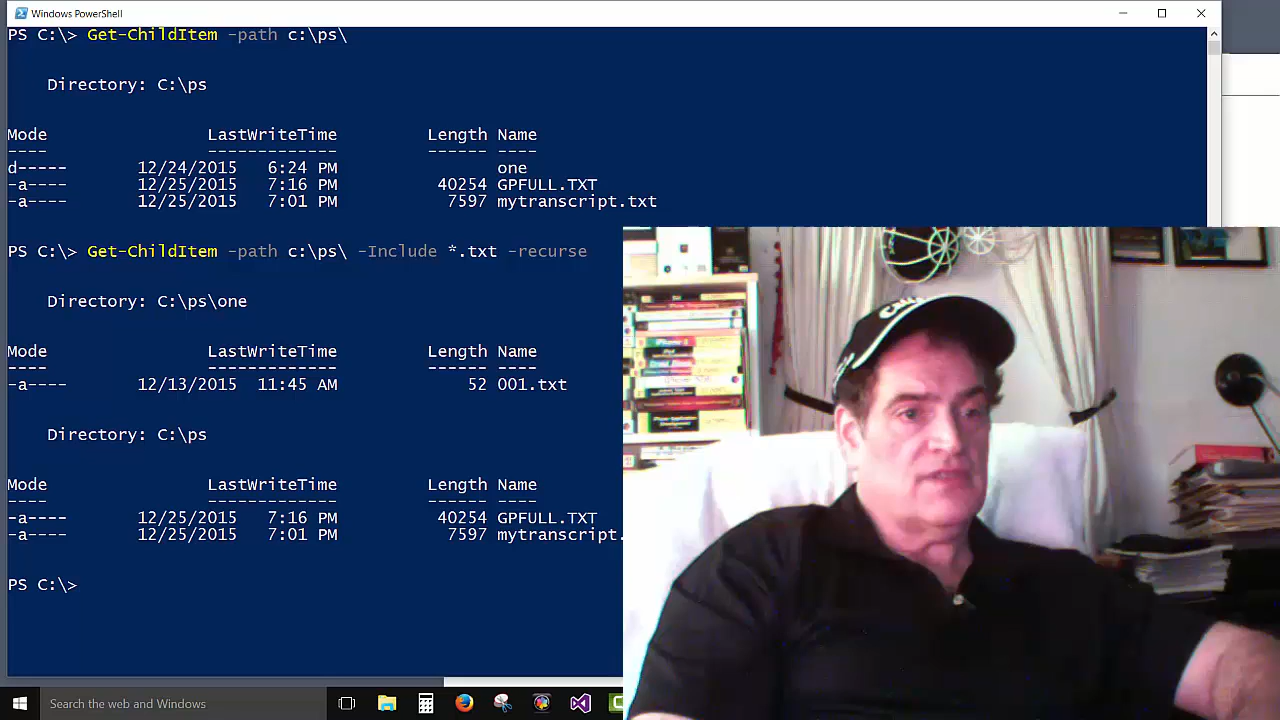 Windows PowerShell
PS C:\> Get-ChildItem -path c:\ps\
Directory: C:\ps
Mode LastWriteTime Length Name
---- ------------- ------ ----
d----- 12/24/2015 6:24 PM one
-a---- 12/25/2015 7:16 PM 40254 GPFULL.TXT
-a---- 12/25/2015 7:01 PM 7597 mytranscript.txt
PS C:\> Get-ChildItem -path c:\ps\ -Include *.txt -recurse
Directory: C:\ps\one
Mode LastWriteTime Length Name
---- ------------- ------ ----
-a---- 12/13/2015 11:45 AM 52 001.txt
Directory: C:\ps
Mode LastWriteTime Length Name
---- ------------- ------ ----
-a---- 12/25/2015 7:16 PM 40254 GPFULL.TXT
-a---- 12/25/2015 7:01 PM 7597 mytranscript.
PS C:\>
Search the web and Windows